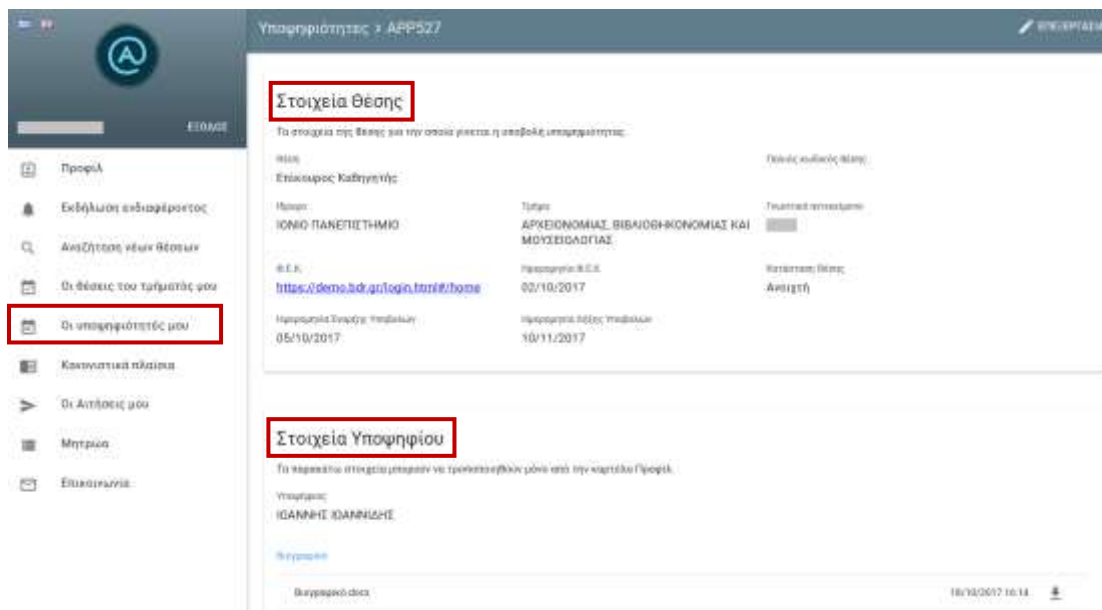 Υποψηφιότητες > APP527
ΕΠΕΞΕΡΓΑΣΙΑ
ΕΞΟΔΟΣ
Προφίλ
Εκδήλωση ενδιαφέροντος
Αναζήτηση νέων θέσεων
Οι θέσεις του τμήματός μου
Οι υποψηφιότητές μου
Κανονιστικά πλαίσια
Οι Αιτήσεις μου
Μητρώα
Επικοινωνία
Στοιχεία Θέσης
Τα στοιχεία της θέσης για την οποία γίνεται η υποβολή υποψηφιότητας.
Θέση
Παλιός κωδικός θέσης
Επίκουρος Καθηγητής
Ίδρυμα
Τμήμα
Γνωστικό αντικείμενο
ΙΟΝΙΟ ΠΑΝΕΠΙΣΤΗΜΙΟ
ΑΡΧΕΙΟΝΟΜΙΑΣ, ΒΙΒΛΙΟΘΗΚΟΝΟΜΙΑΣ ΚΑΙ ΜΟΥΣΕΙΟΛΟΓΙΑΣ
Φ.Ε.Κ.
Ημερομηνία Φ.Ε.Κ.
Κατάσταση Θέσης
https://demo.bdr.gr/login.html#/home
02/10/2017
Ανοιχτή
Ημερομηνία Έναρξης Υποβολών
Ημερομηνία Λήξης Υποβολών
05/10/2017
10/11/2017
Στοιχεία Υποψηφίου
Τα παρακάτω στοιχεία μπορούν να τροποποιηθούν μόνο από την καρτέλα Προφίλ.
Υποψήφιος
ΙΩΑΝΝΗΣ ΙΩΑΝΝΙΔΗΣ
Βιογραφικό
Βιογραφικό.docx
18/10/2017 16:14